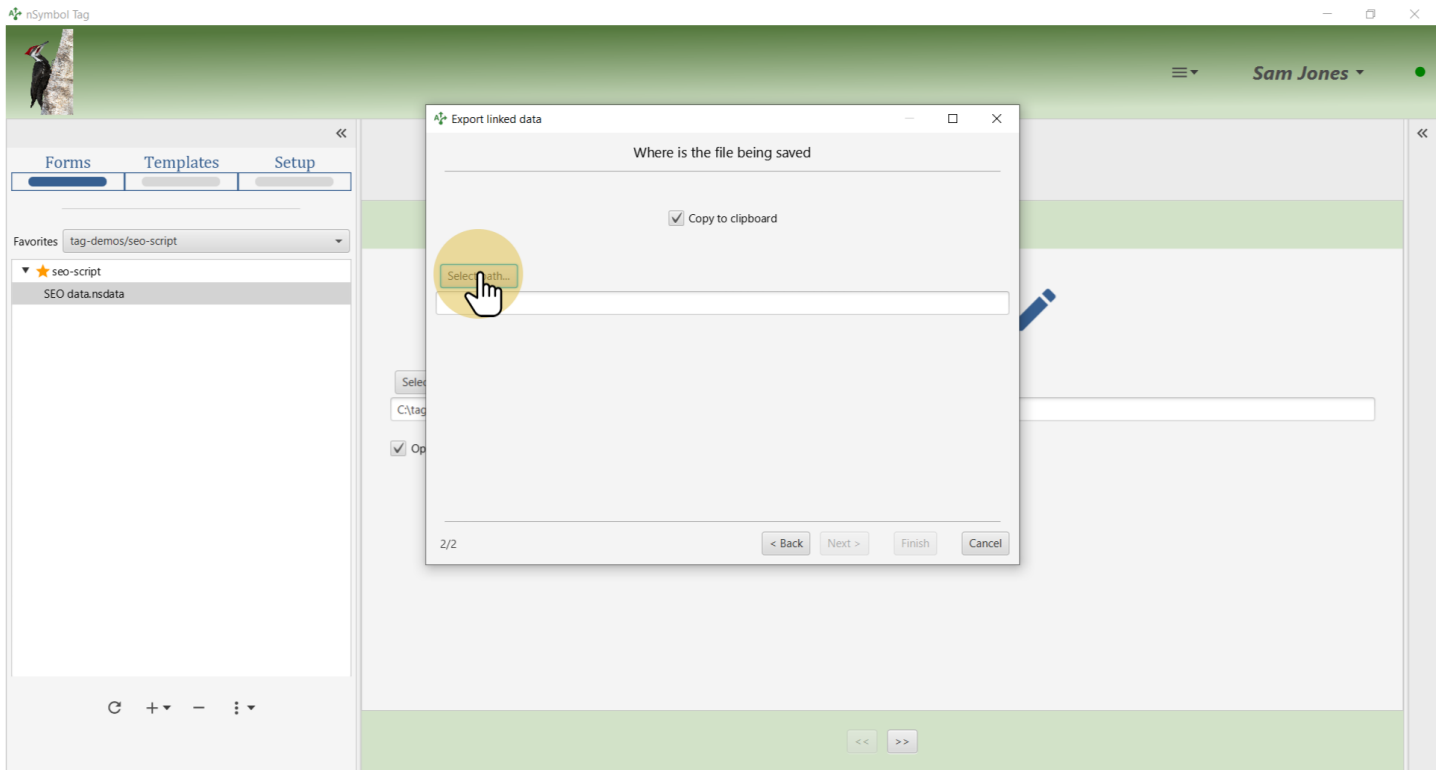 nSymbol Tag
Sam Jones
Forms Templates Setup
Favorites tag-demos/seo-script
seo-script
SEO data.nsdata
Export linked data
Where is the file being saved
Copy to clipboard
2/2 < Back Next > Finish Cancel
<< >>